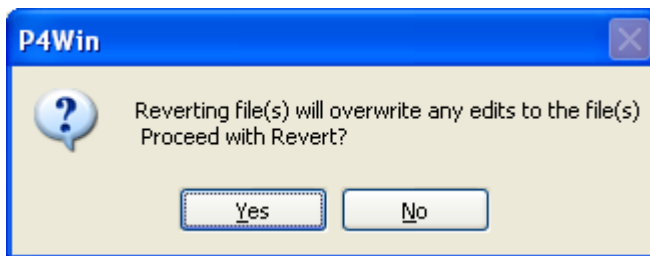 P4Win
Reverting file(s) will overwrite any edits to the file(s)
Proceed with Revert?
Yes
No